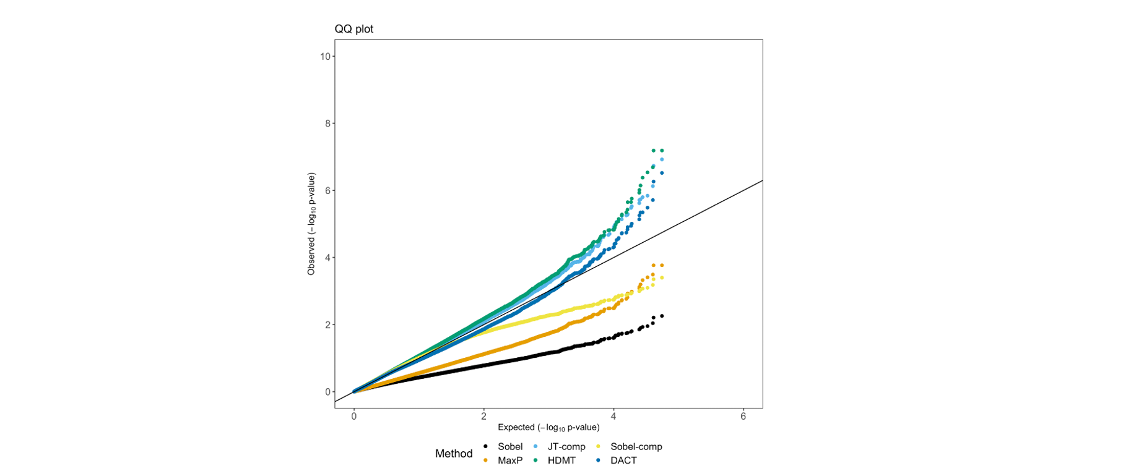 QQ plot
10
8
6
4
2
0
Observed (−log₁₀ p-value)
0 2 4 6
Expected (−log₁₀ p-value)
Method Sobel JT-comp Sobel-comp
MaxP HDMT DACT